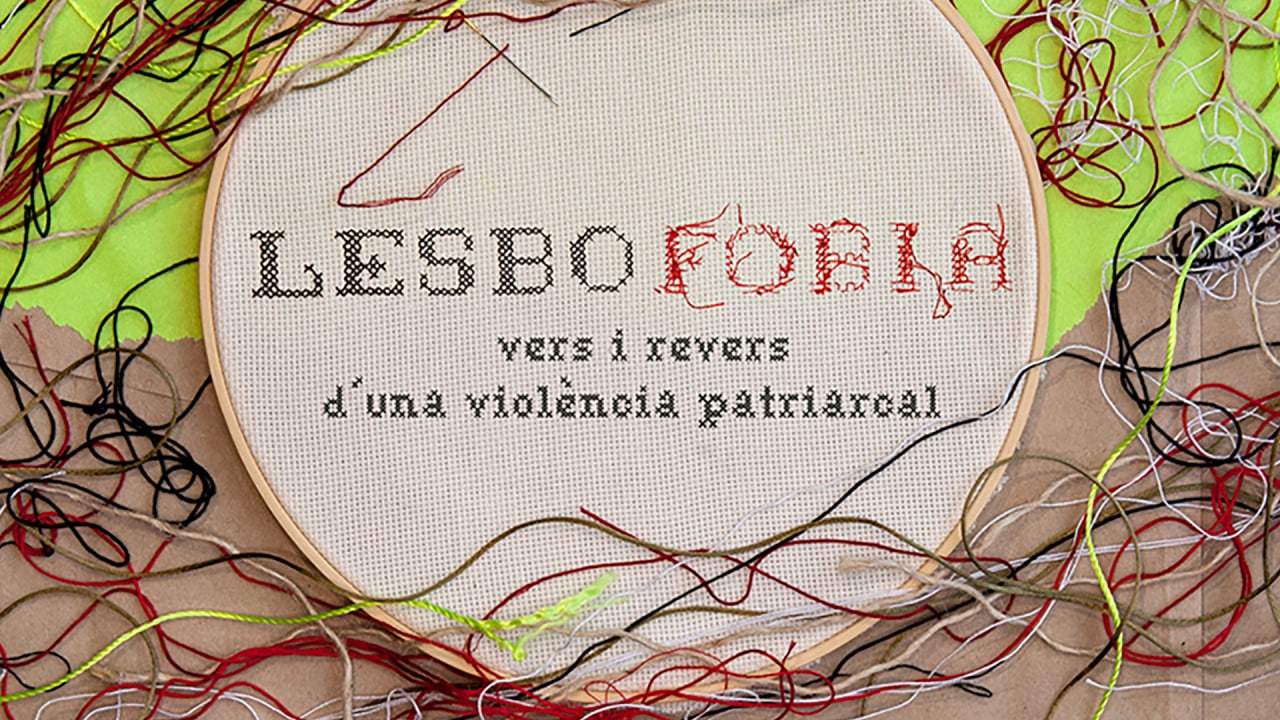 LESBOFÒBIA
vers i revers
d'una violència patriarcal